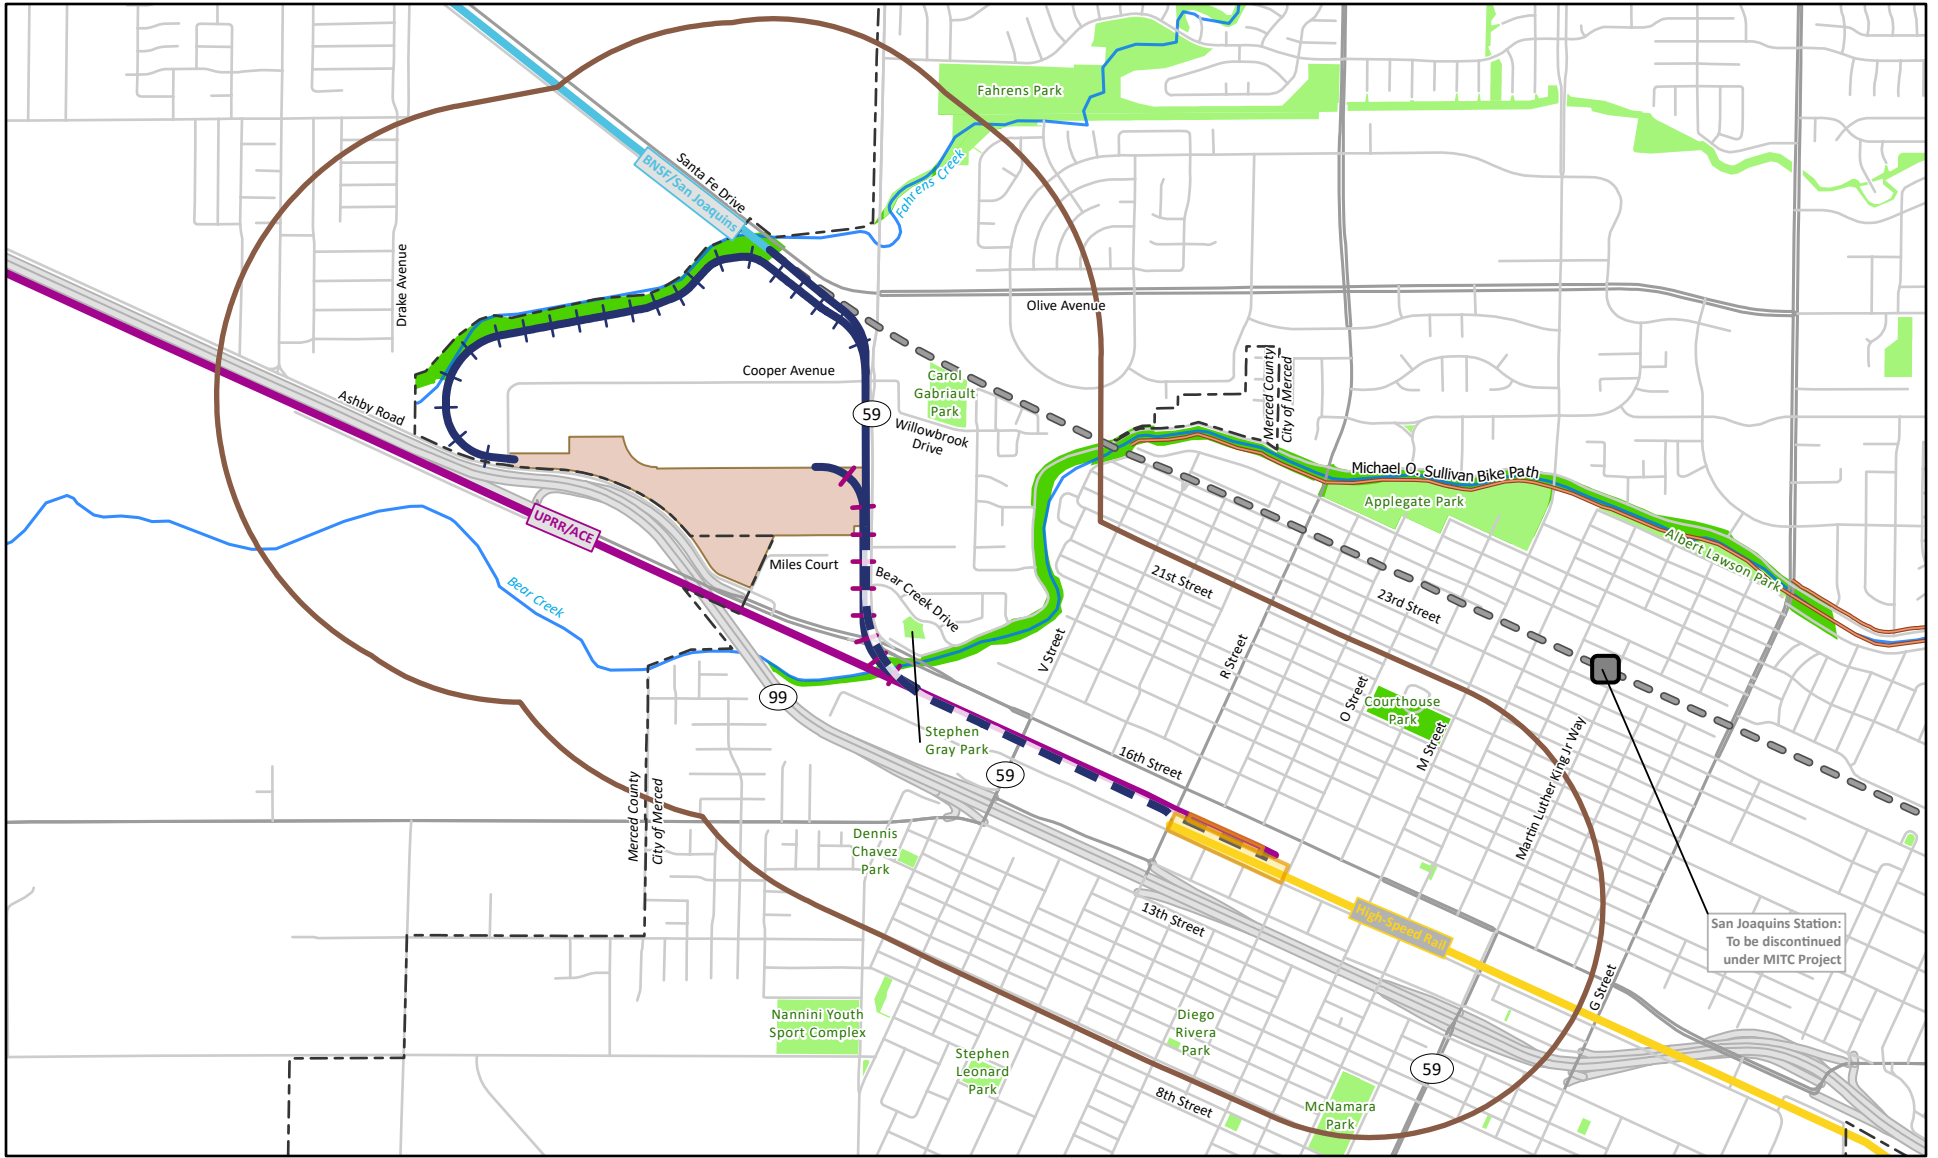 Fahrens Park
Santa Fe Drive
BNSF/San Joaquins
Fahrens Creek
Drake Avenue
Olive Avenue
Cooper Avenue
Carol
Gabriault
Park
Merced County
City of Merced
Ashby Road
59
Willowbrook
Drive
Michael O. Sullivan Bike Path
Applegate Park
UPRR/ACE
Albert Lawson Park
Miles Court
Bear Creek Drive
21st Street
23rd Street
Bear Creek
V Street
R Street
O Street
Courthouse
Park
M Street
99
Stephen
Gray Park
16th Street
Martin Luther King Jr Way
59
Merced County
City of Merced
Dennis
Chavez
Park
13th Street
High-Speed Rail
San Joaquins Station:
To be discontinued
under MITC Project
G Street
Nannini Youth
Sport Complex
Diego
Rivera
Park
Stephen
Leonard
Park
59
8th Street
McNamara
Park